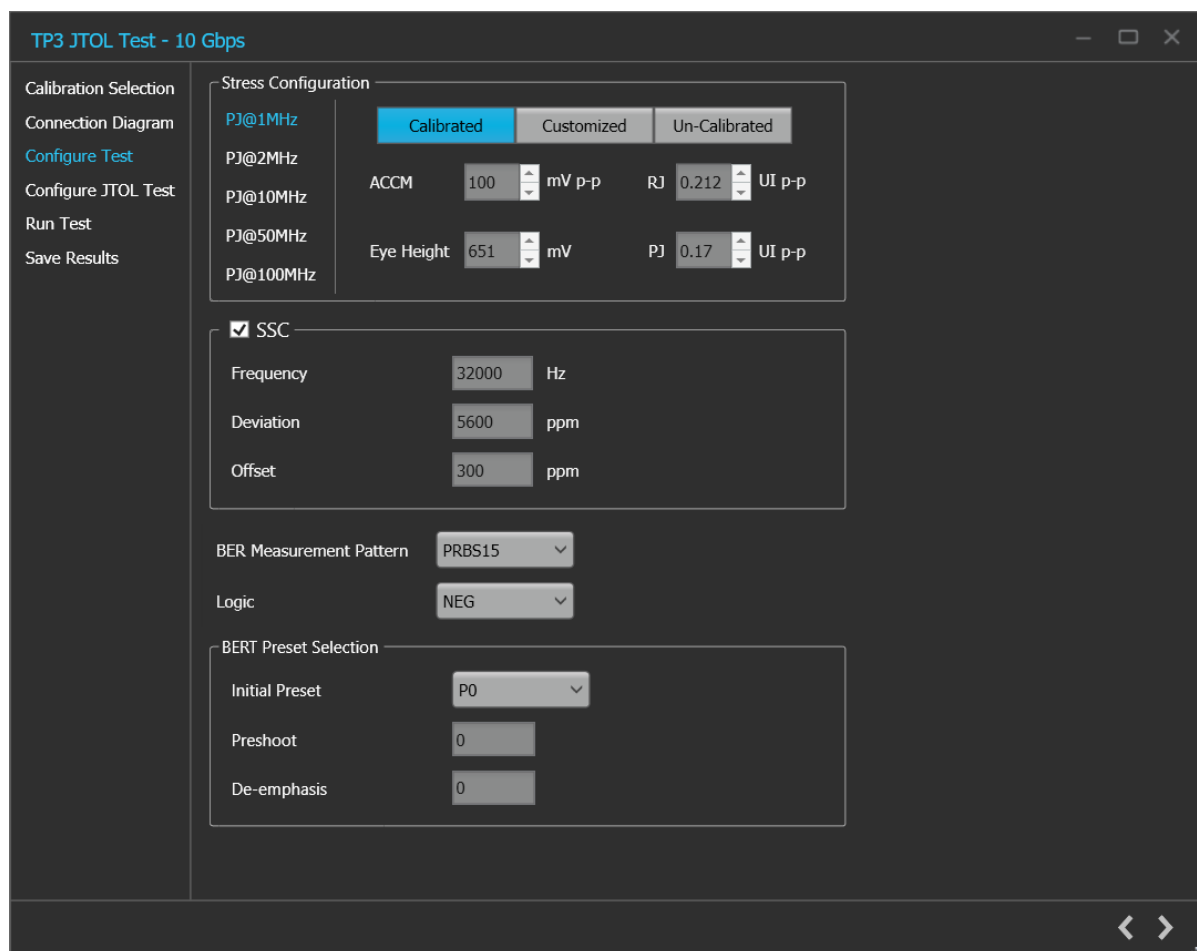 TP3 JTOL Test - 10 Gbps
Calibration Selection
Connection Diagram
Configure Test
Configure JTOL Test
Run Test
Save Results
Stress Configuration
PJ@1MHz
PJ@2MHz
PJ@10MHz
PJ@50MHz
PJ@100MHz
Calibrated Customized Un-Calibrated
ACCM 100 mV p-p RJ 0.212 UI p-p
Eye Height 651 mV PJ 0.17 UI p-p
SSC
Frequency 32000 Hz
Deviation 5600 ppm
Offset 300 ppm
BER Measurement Pattern PRBS15
Logic NEG
BERT Preset Selection
Initial Preset P0
Preshoot 0
De-emphasis 0